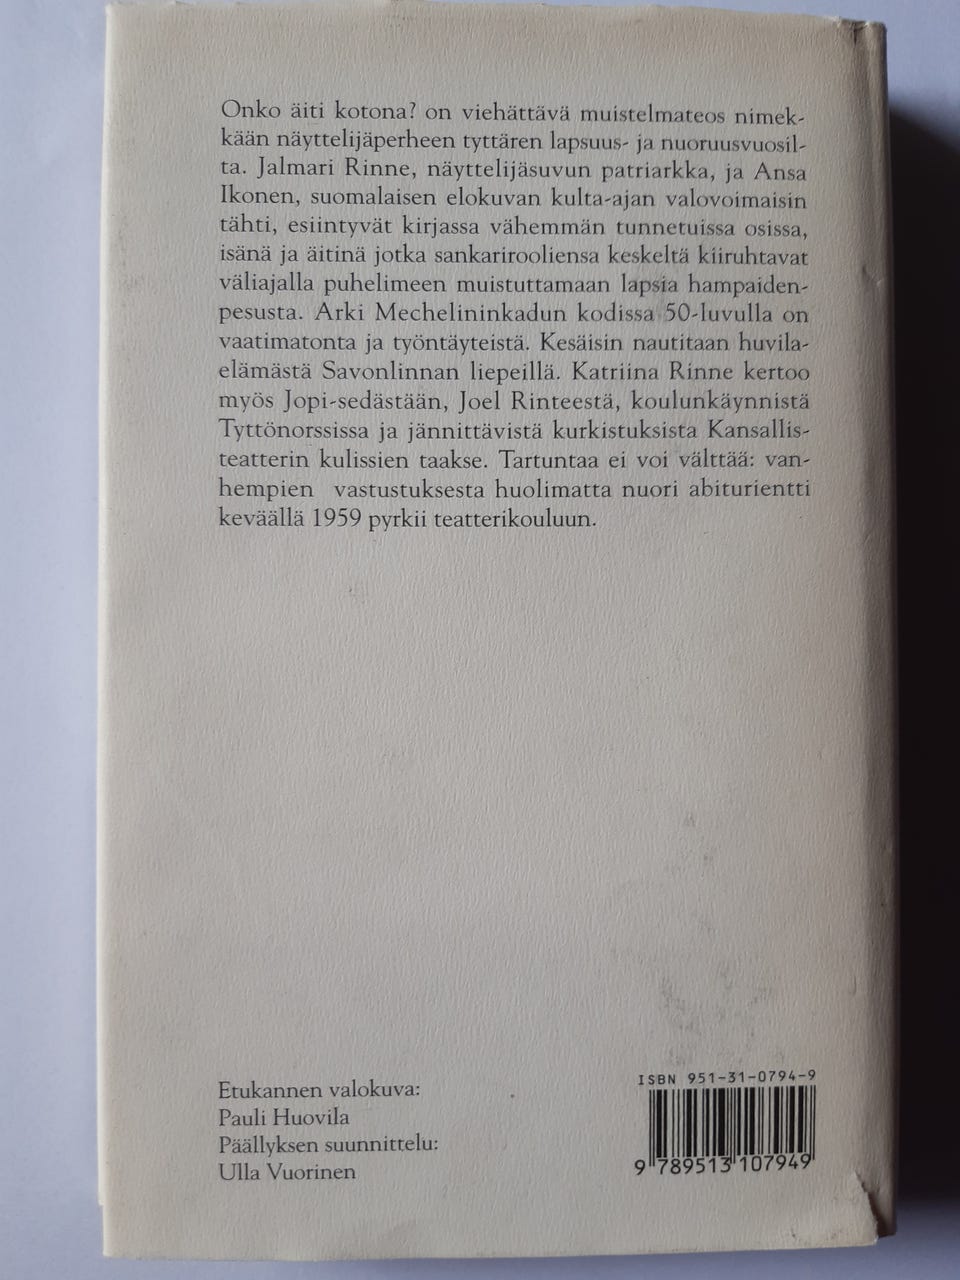 Onko äiti kotona? on viehättävä muistelmateos nimek-
kään näyttelijäperheen tyttären lapsuus- ja nuoruusvuosil-
ta. Jalmari Rinne, näyttelijäsuvun patriarkka, ja Ansa
Ikonen, suomalaisen elokuvan kulta-ajan valovoimaisin
tähti, esiintyvät kirjassa vähemmän tunnetuissa osissa,
isänä ja äitinä jotka sankarirooliensa keskeltä kiiruhtavat
väliajalla puhelimeen muistuttamaan lapsia hampaiden-
pesusta. Arki Mechelininkadun kodissa 50-luvulla on
vaatimatonta ja työntäyteistä. Kesäisin nautitaan huvila-
elämästä Savonlinnan liepeillä. Katriina Rinne kertoo
myös Jopi-sedästään, Joel Rinteestä, koulunkäynnistä
Tyttönorssissa ja jännittävistä kurkistuksista Kansallis-
teatterin kulissien taakse. Tartuntaa ei voi välttää: van-
hempien vastustuksesta huolimatta nuori abiturientti
keväällä 1959 pyrkii teatterikouluun.
Etukannen valokuva:
Pauli Huovila
Päällyksen suunnittelu:
Ulla Vuorinen
ISBN 951-31-0794-9
9 789513 107949